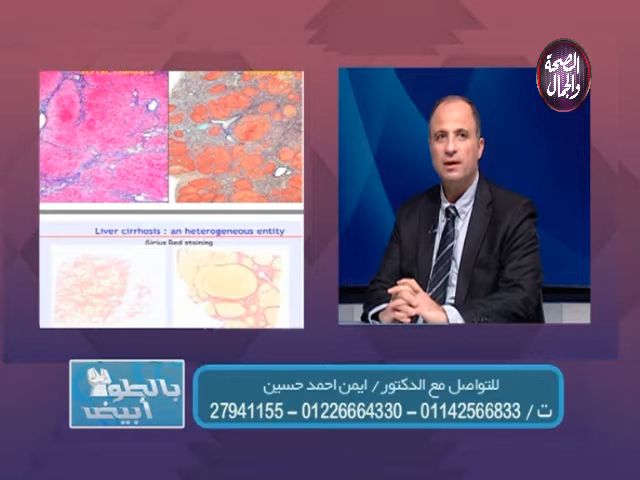 الصحة
والجمال
Liver cirrhosis : an heterogeneous entity
Sirius Red staining
للتواصل مع الدكتور / ايمن احمد حسين
ت / 01142566833 – 01226664330 – 27941155
بالطو
أبيض